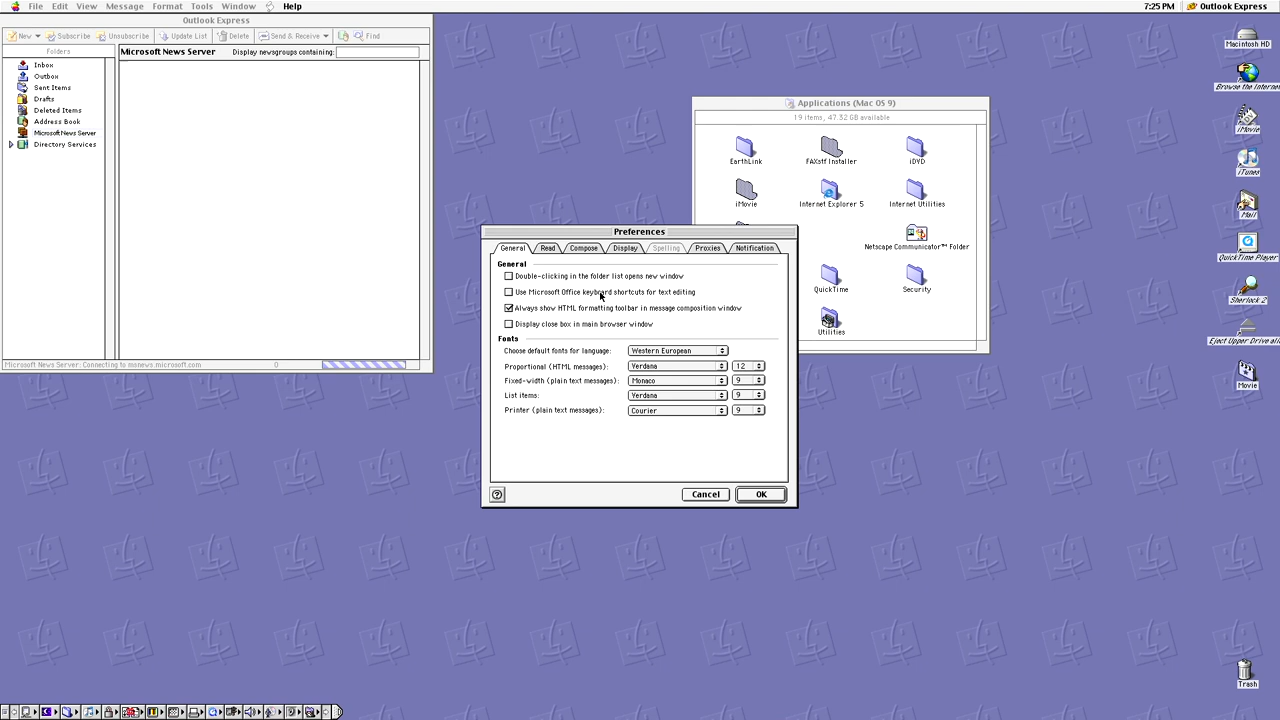 File Edit View Message Format Tools Window Help 7:25 PM Outlook Express
Outlook Express
New Subscribe Unsubscribe Update List Delete Send & Receive Find
Folders
Microsoft News Server Display newsgroups containing:
Inbox
Outbox
Sent Items
Drafts
Deleted Items
Address Book
Microsoft News Server
Directory Services
Microsoft News Server: Connecting to msnews.microsoft.com 0
Applications (Mac OS 9)
19 items, 47.32 GB available
EarthLink FAXstf Installer iDVD
iMovie Internet Explorer 5 Internet Utilities
Netscape Communicator™ Folder
QuickTime Security
Utilities
Preferences
General Read Compose Display Spelling Proxies Notification
General
Double-clicking in the folder list opens new window
Use Microsoft Office keyboard shortcuts for text editing
Always show HTML formatting toolbar in message composition window
Display close box in main browser window
Fonts
Choose default fonts for language: Western European
Proportional (HTML messages): Verdana 12
Fixed-width (plain text messages): Monaco 9
List items: Verdana 9
Printer (plain text messages): Courier 9
? Cancel OK
Macintosh HD
Browse the Internet
iMovie
iTunes
Mail
QuickTime Player
Sherlock 2
Eject Upper Drive
Movie
Trash